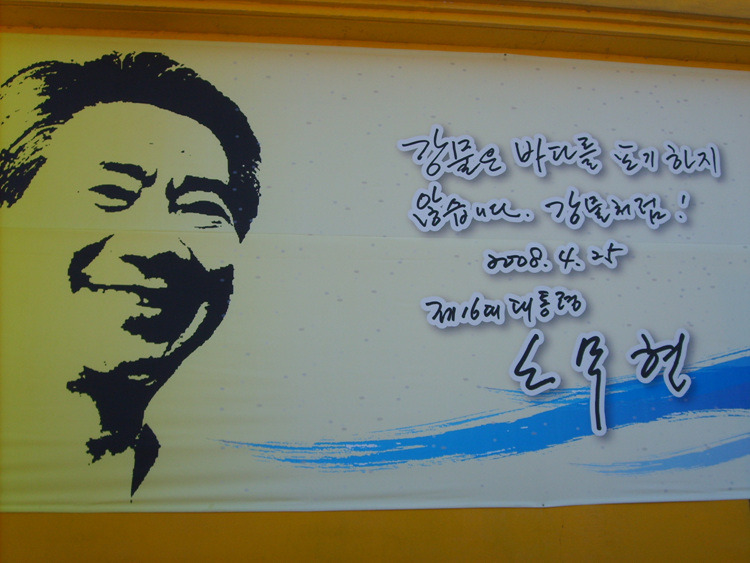 강물은 바다를 포기하지
않습니다. 강물처럼!
2008. 4. 25
제16대 대통령
노무현